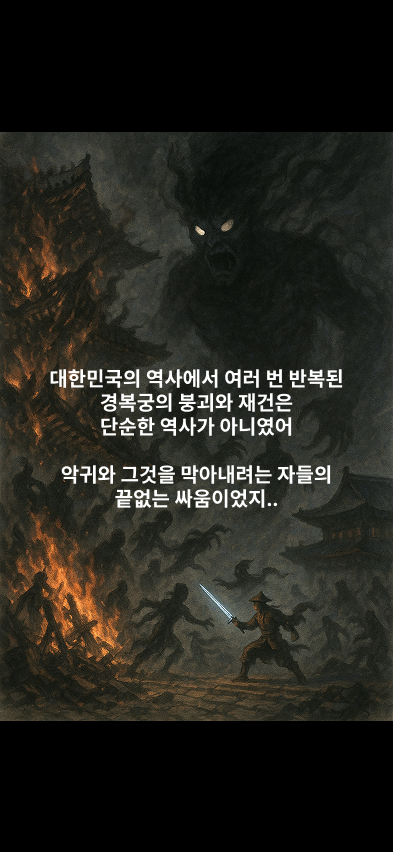 대한민국의 역사에서 여러 번 반복된
경복궁의 붕괴와 재건은
단순한 역사가 아니였어
악귀와 그것을 막아내려는 자들의
끝없는 싸움이었지..